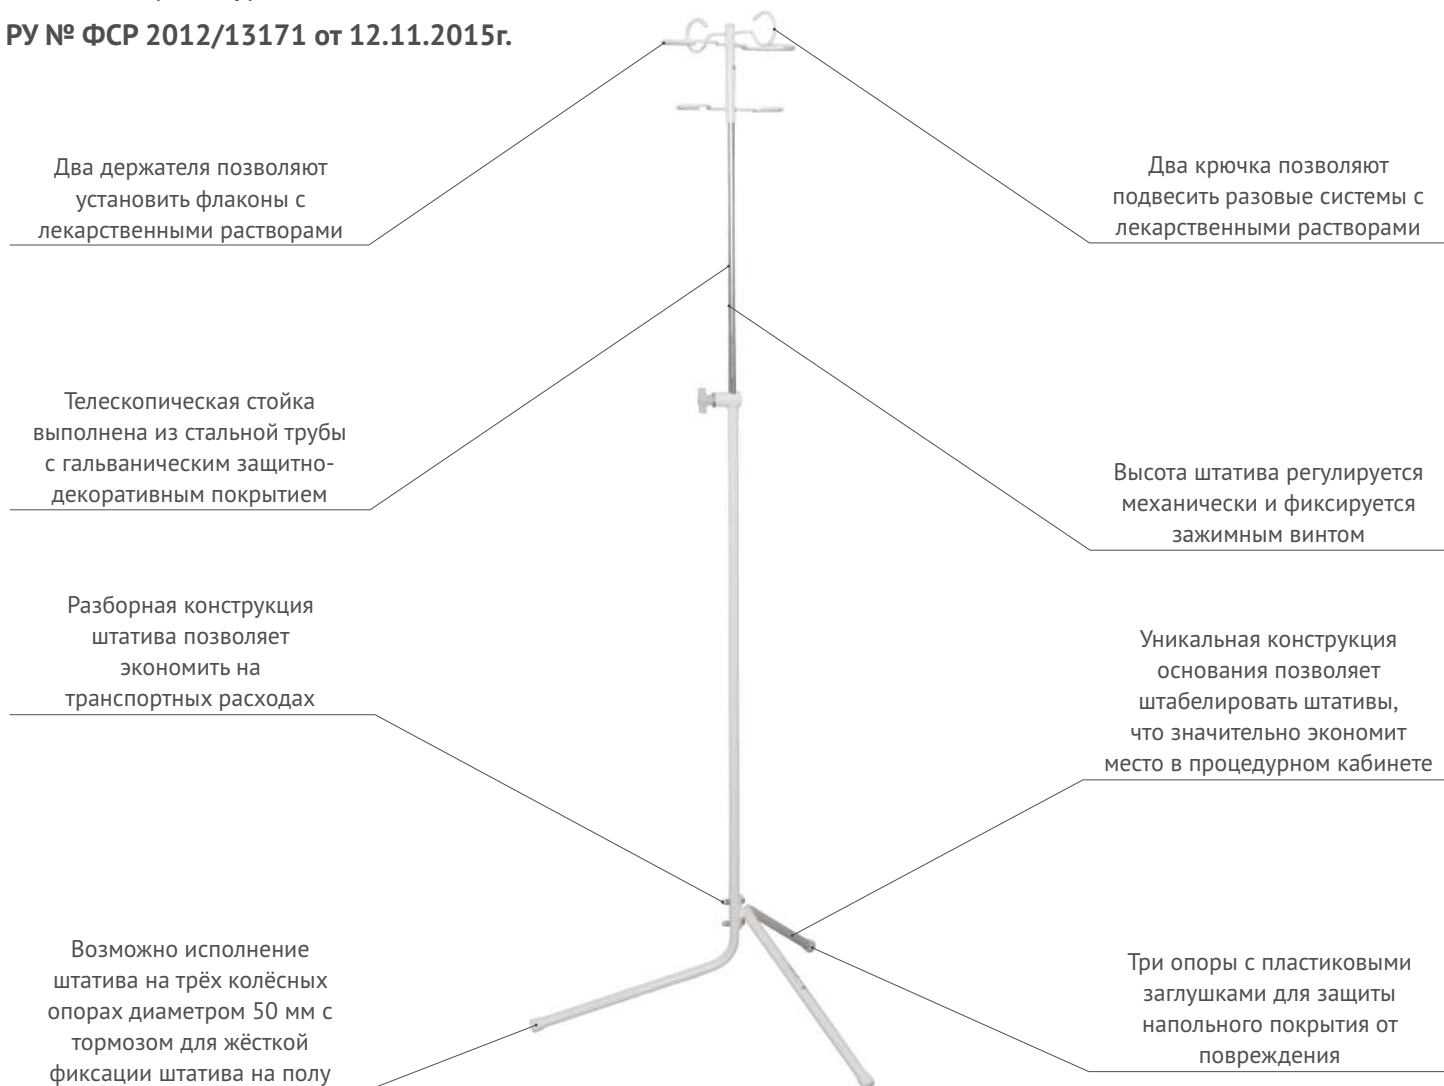 РУ № ФСР 2012/13171 от 12.11.2015г.
Два держателя позволяют
установить флаконы с
лекарственными растворами
Два крючка позволяют
подвесить разовые системы с
лекарственными растворами
Телескопическая стойка
выполнена из стальной трубы
с гальваническим защитно-
декоративным покрытием
Высота штатива регулируется
механически и фиксируется
зажимным винтом
Разборная конструкция
штатива позволяет
экономить на
транспортных расходах
Уникальная конструкция
основания позволяет
штабелировать штативы,
что значительно экономит
место в процедурном кабинете
Возможно исполнение
штатива на трёх колёсных
опорах диаметром 50 мм с
тормозом для жёсткой
фиксации штатива на полу
Три опоры с пластиковыми
заглушками для защиты
напольного покрытия от
повреждения